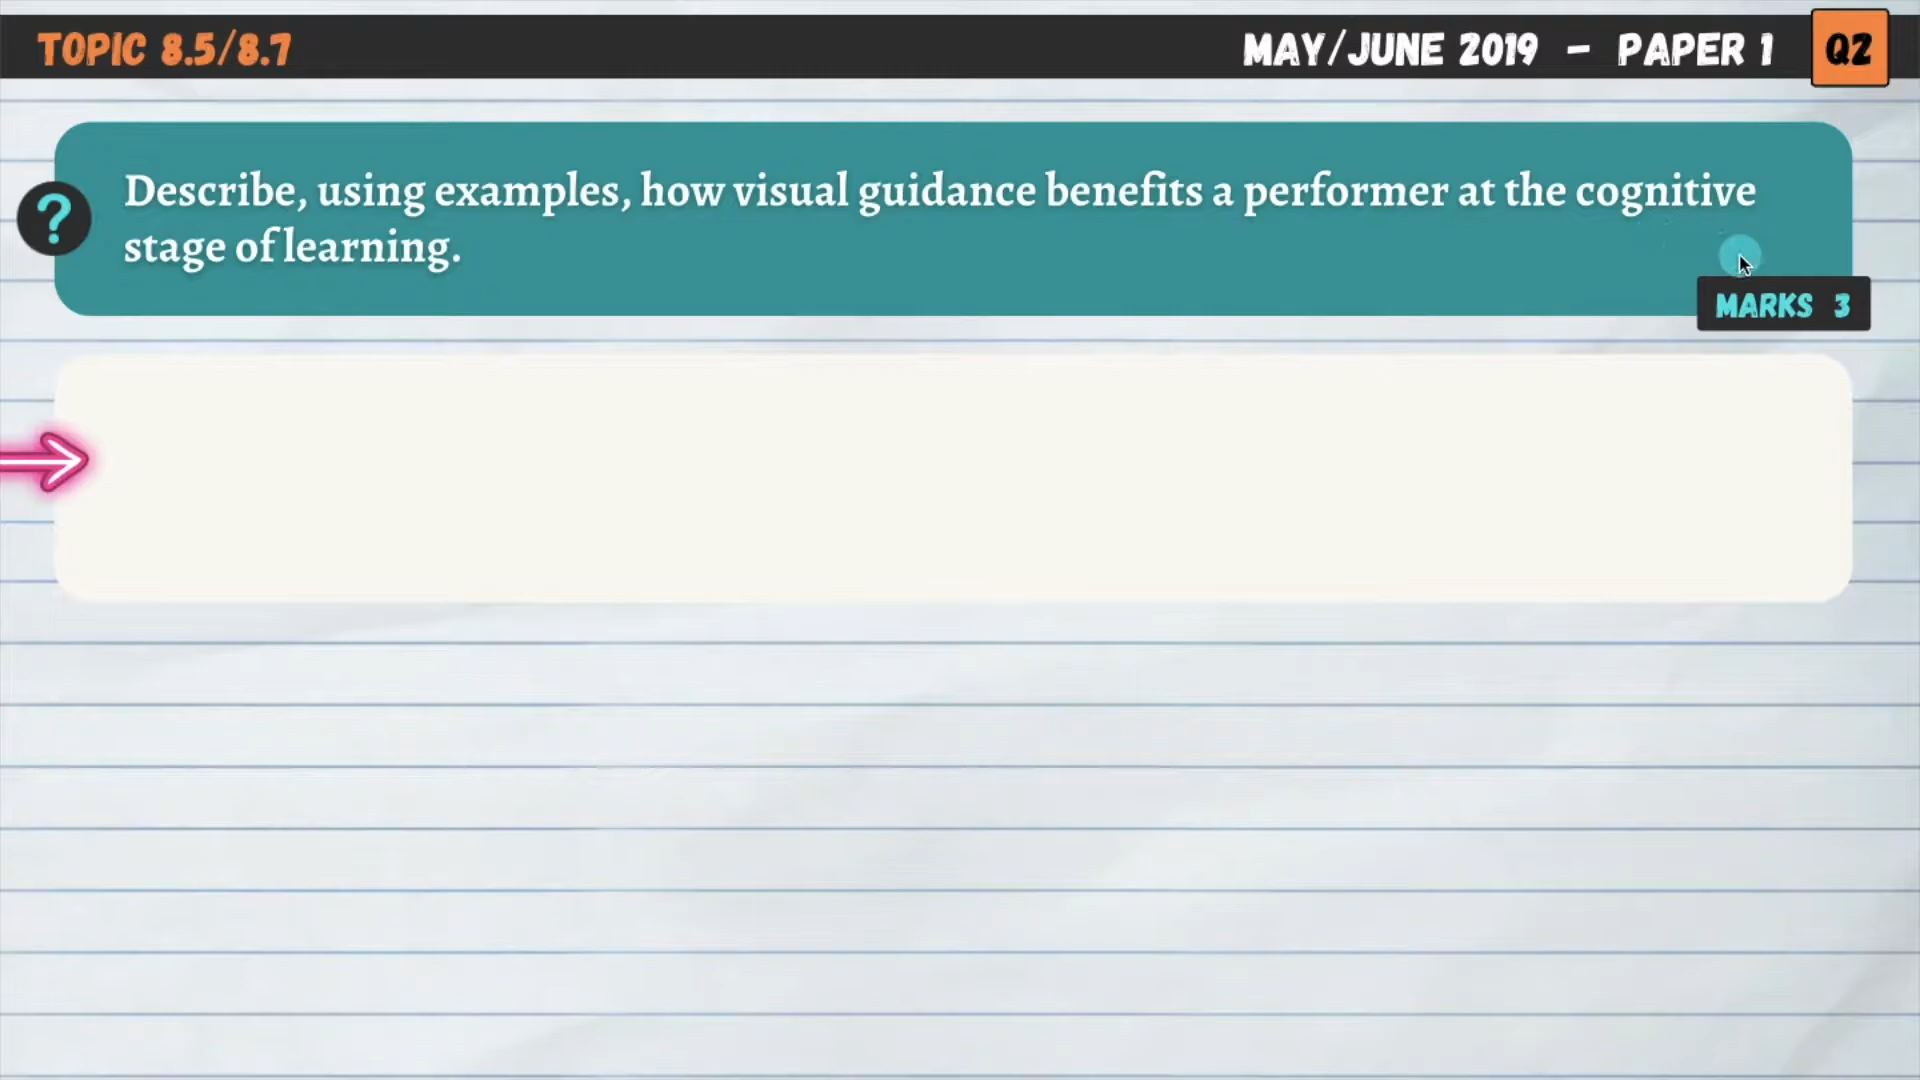 TOPIC 8.5/8.7
MAY/JUNE 2019 – PAPER 1
Q2
?
Describe, using examples, how visual guidance benefits a performer at the cognitive
stage of learning.
MARKS 3